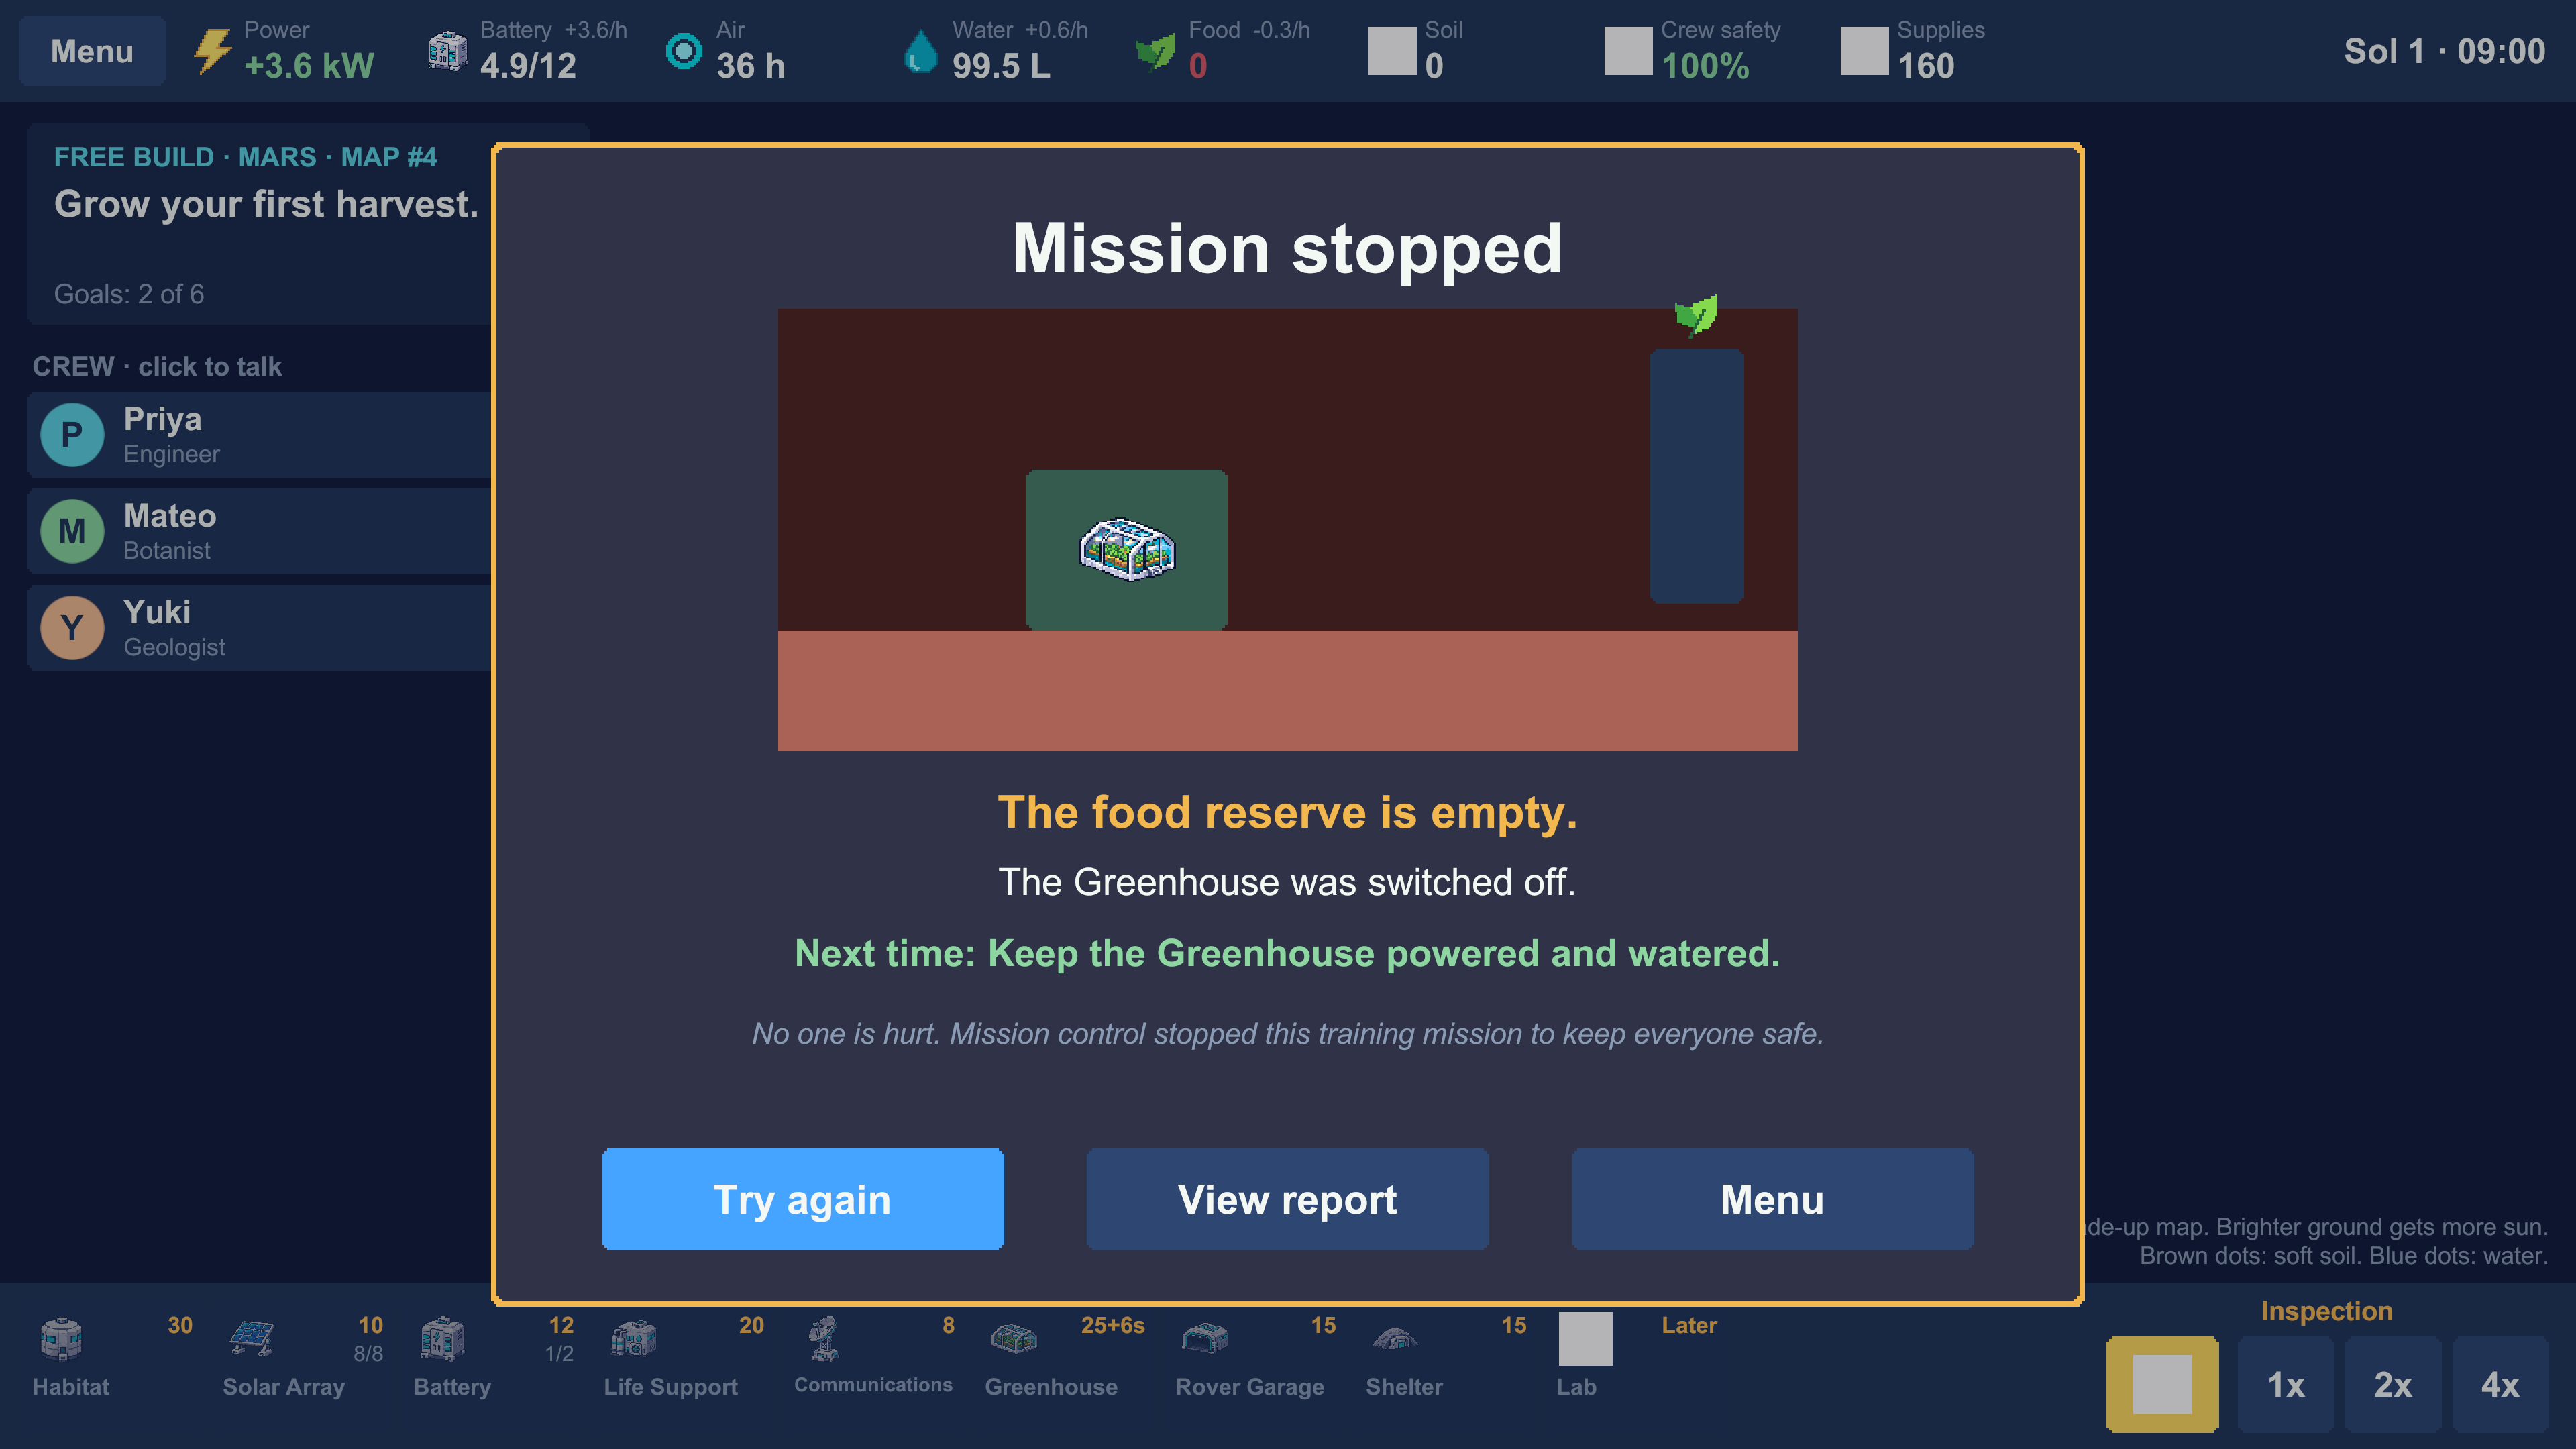 Menu
Power
+3.6 kW
Battery +3.6/h
4.9/12
Air
36 h
Water +0.6/h
99.5 L
Food -0.3/h
0
Soil
0
Crew safety
100%
Supplies
160
Sol 1 · 09:00
FREE BUILD · MARS · MAP #4
Grow your first harvest.
Goals: 2 of 6
CREW · click to talk
P
Priya
Engineer
M
Mateo
Botanist
Y
Yuki
Geologist
Mission stopped
The food reserve is empty.
The Greenhouse was switched off.
Next time: Keep the Greenhouse powered and watered.
No one is hurt. Mission control stopped this training mission to keep everyone safe.
Try again
View report
Menu
de-up map. Brighter ground gets more sun.
Brown dots: soft soil. Blue dots: water.
30
Habitat
10
8/8
Solar Array
12
1/2
Battery
20
Life Support
8
Communications
25+6s
Greenhouse
15
Rover Garage
15
Shelter
Later
Lab
Inspection
1x
2x
4x